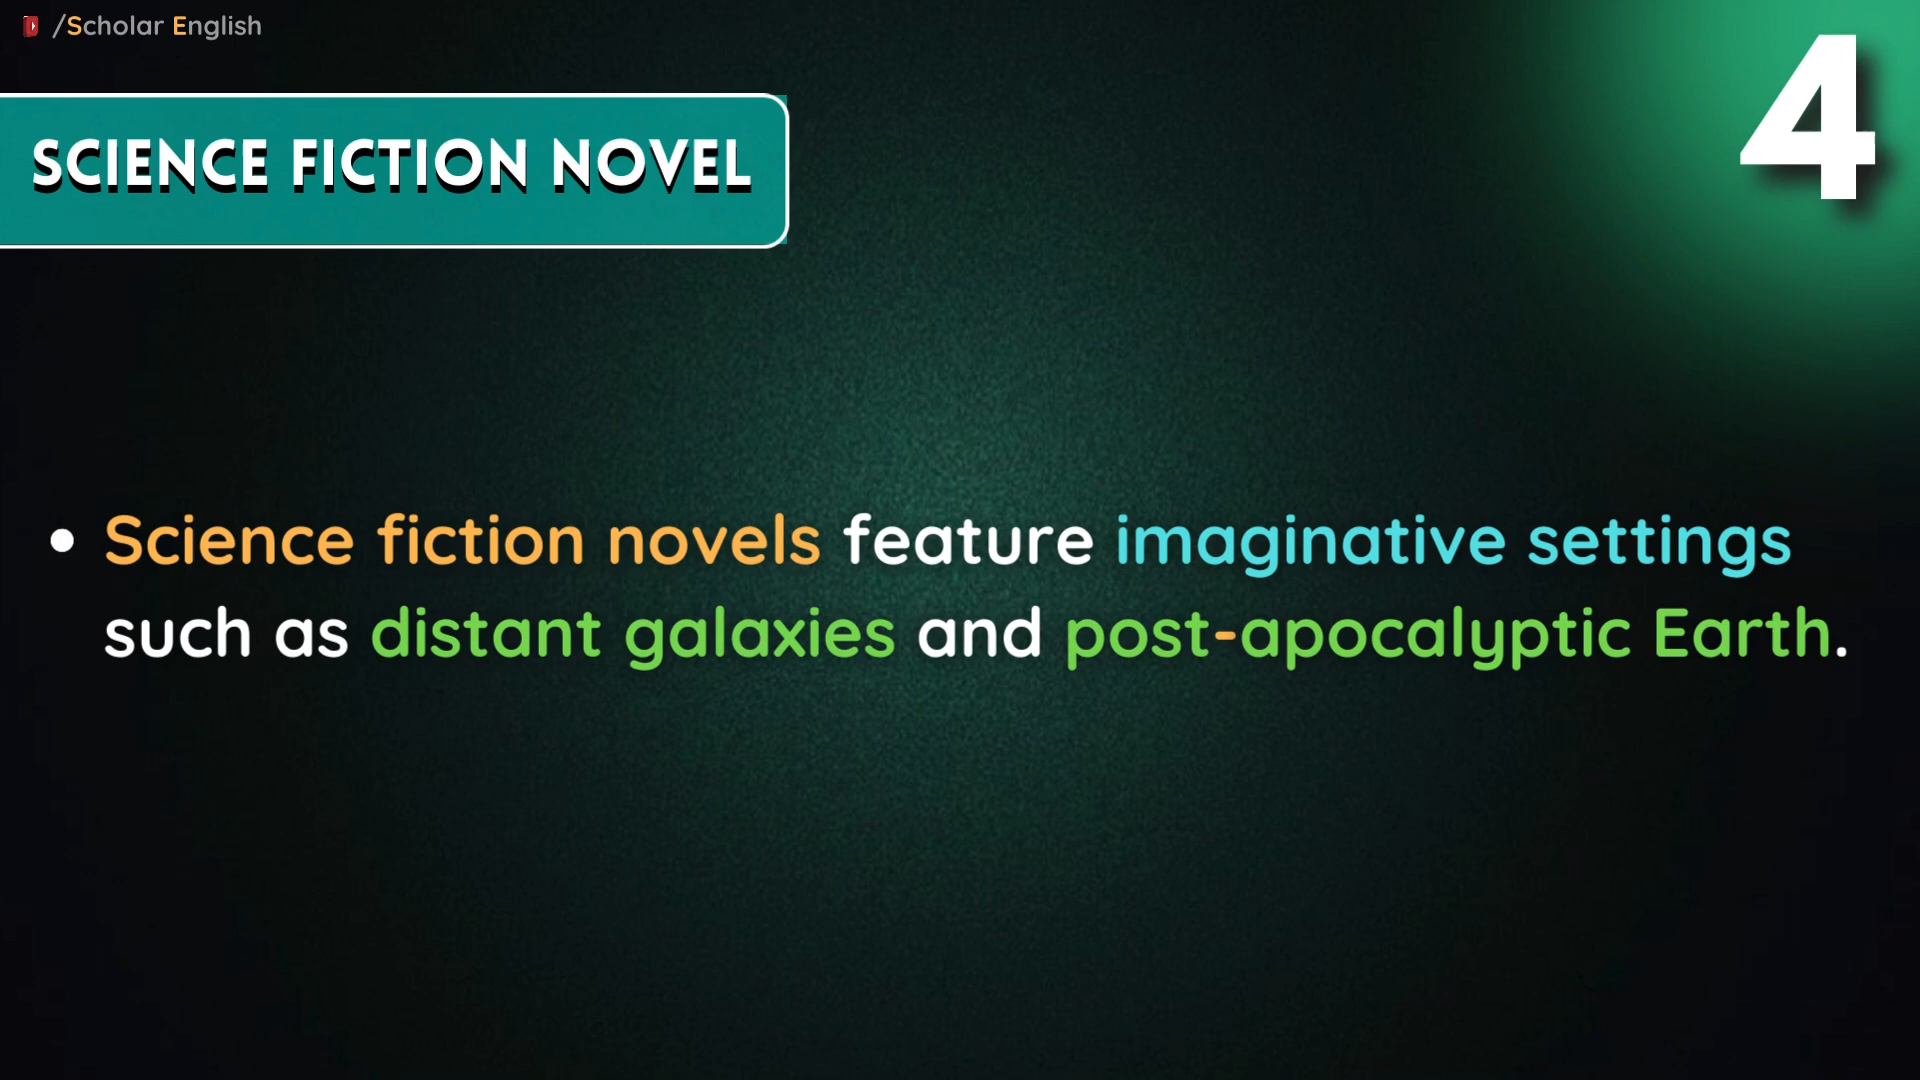 /Scholar English
4
SCIENCE FICTION NOVEL
• Science fiction novels feature imaginative settings
such as distant galaxies and post-apocalyptic Earth.